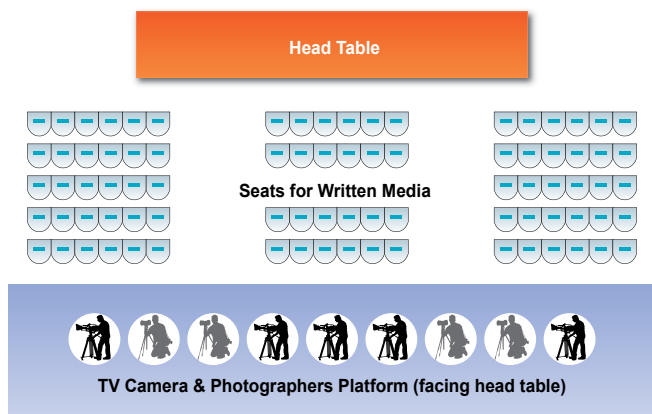 Head Table
Seats for Written Media
TV Camera & Photographers Platform (facing head table)